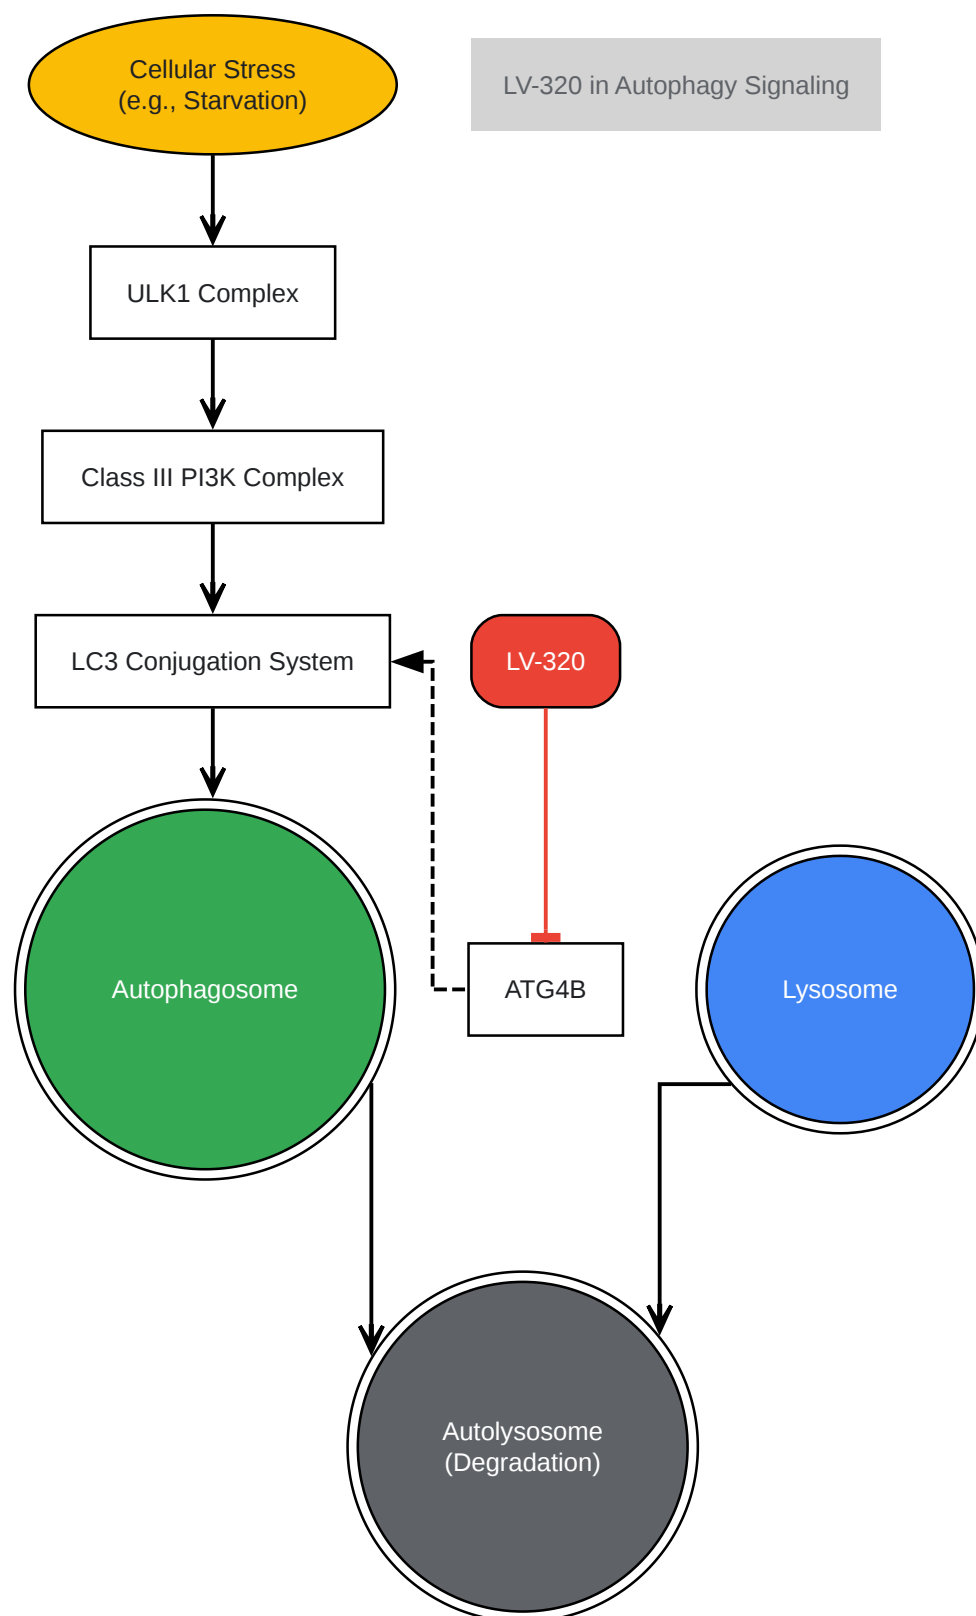 Cellular Stress
(e.g., Starvation)
LV-320 in Autophagy Signaling
ULK1 Complex
Class III PI3K Complex
LC3 Conjugation System
LV-320
Autophagosome
ATG4B
Lysosome
Autolysosome
(Degradation)